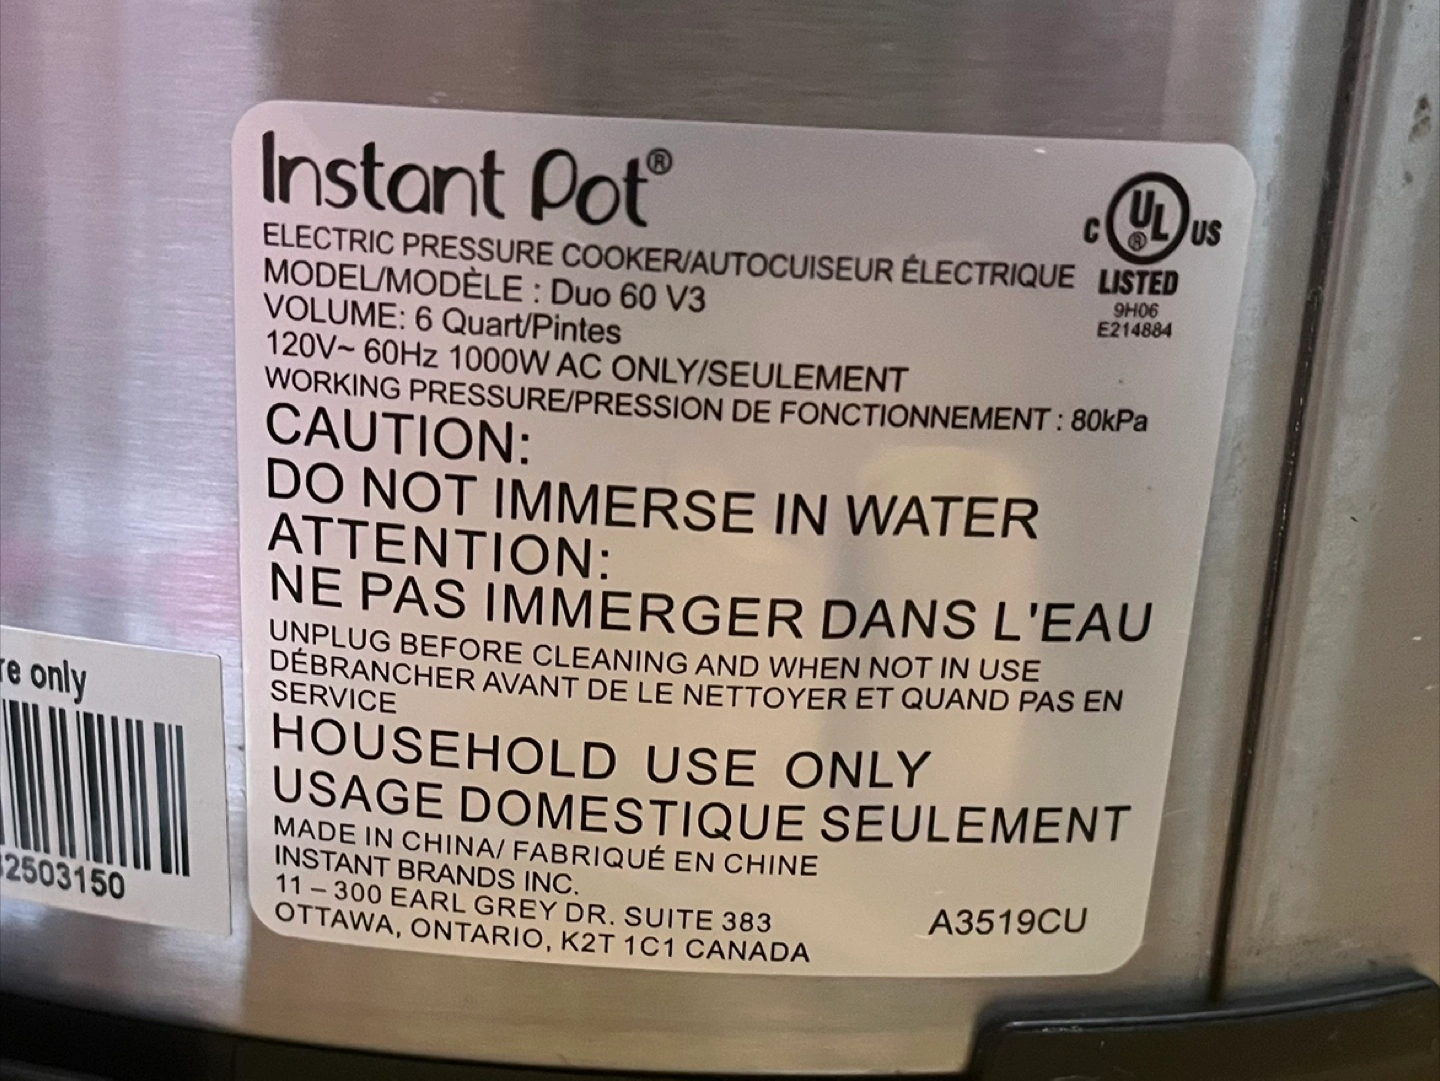 Instant Pot®
C UL® US
LISTED
9H06
E214884
ELECTRIC PRESSURE COOKER/AUTOCUISEUR ÉLECTRIQUE
MODEL/MODÈLE : Duo 60 V3
VOLUME: 6 Quart/Pintes
120V~ 60Hz 1000W AC ONLY/SEULEMENT
WORKING PRESSURE/PRESSION DE FONCTIONNEMENT : 80kPa
CAUTION:
DO NOT IMMERSE IN WATER
ATTENTION:
NE PAS IMMERGER DANS L'EAU
UNPLUG BEFORE CLEANING AND WHEN NOT IN USE
DÉBRANCHER AVANT DE LE NETTOYER ET QUAND PAS EN
SERVICE
HOUSEHOLD USE ONLY
USAGE DOMESTIQUE SEULEMENT
MADE IN CHINA/ FABRIQUÉ EN CHINE
INSTANT BRANDS INC.
11 – 300 EARL GREY DR. SUITE 383
OTTAWA, ONTARIO, K2T 1C1 CANADA
A3519CU
only
2503150